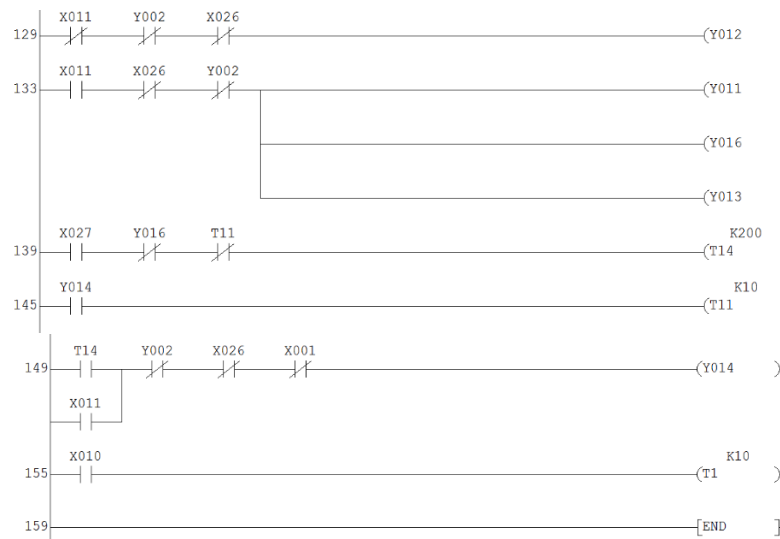 X011 Y002 X026
129 (Y012
X011 X026 Y002
133 (Y011
(Y016
(Y013
X027 Y016 T11 K200
139 (T14
Y014 K10
145 (T11
T14 Y002 X026 X001
149 (Y014 )
X011
X010 K10
155 (T1 )
159 [END ]